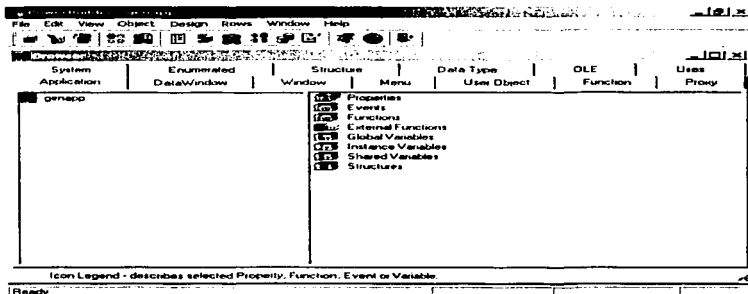 File Edit View Object Design Rows Window Help
Browser
System Enumerated Structure Data Type OLE Uses
Application DataWindow Window Menu User Object Function Proxy
genapp
Properties
Events
Functions
External Functions
Global Variables
Instance Variables
Shared Variables
Structures
Icon Legend - describes selected Property, Function, Event or Variable.
Ready